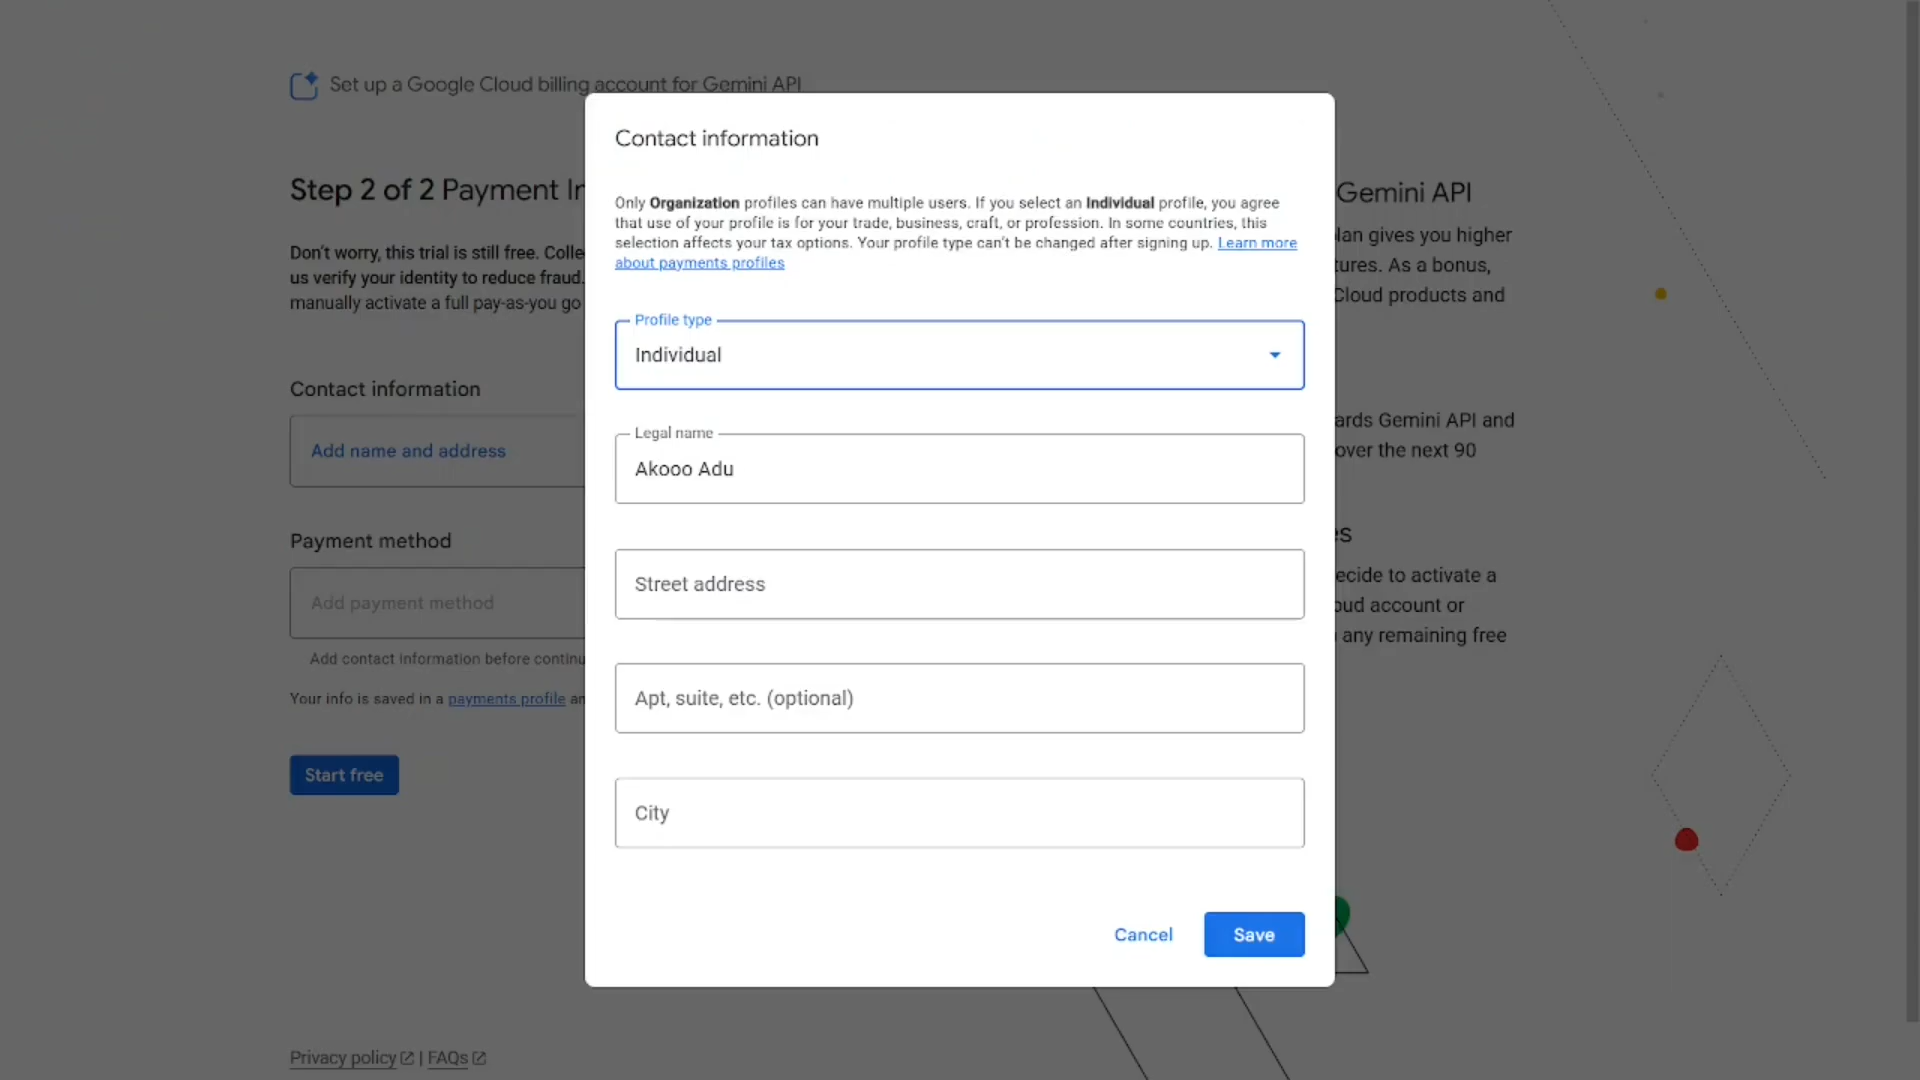 Set up a Google Cloud billing account for Gemini API
Step 2 of 2 Payment In
Don't worry, this trial is still free. Colle
us verify your identity to reduce fraud.
manually activate a full pay-as-you go
Contact information
Add name and address
Payment method
Add payment method
Add contact information before continu
Your info is saved in a payments profile an
Start free
Privacy policy | FAQs
Contact information
Only Organization profiles can have multiple users. If you select an Individual profile, you agree
that use of your profile is for your trade, business, craft, or profession. In some countries, this
selection affects your tax options. Your profile type can't be changed after signing up. Learn more
about payments profiles
Profile type
Individual
Legal name
Akooo Adu
Street address
Apt, suite, etc. (optional)
City
Cancel
Save
Gemini API
lan gives you higher
tures. As a bonus,
Cloud products and
ards Gemini API and
over the next 90
es
ecide to activate a
oud account or
any remaining free